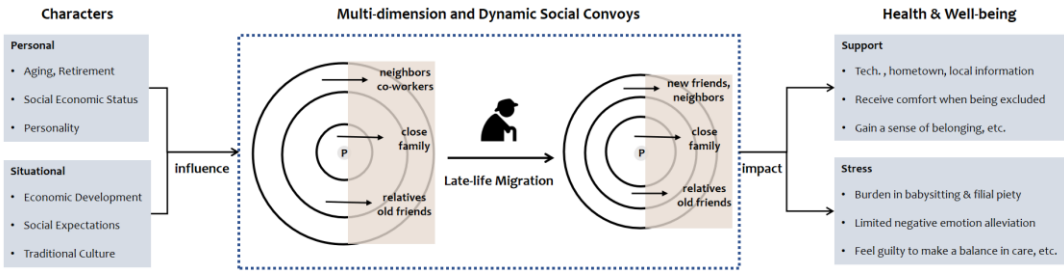 Characters
Multi-dimension and Dynamic Social Convoys
Health & Well-being
Personal
• Aging, Retirement
• Social Economic Status
• Personality
Situational
• Economic Development
• Social Expectations
• Traditional Culture
influence
neighbors
co-workers
close
family
relatives
old friends
P
Late-life Migration
new friends,
neighbors
close
family
relatives
old friends
P
impact
Support
• Tech. , hometown, local information
• Receive comfort when being excluded
• Gain a sense of belonging, etc.
Stress
• Burden in babysitting & filial piety
• Limited negative emotion alleviation
• Feel guilty to make a balance in care, etc.